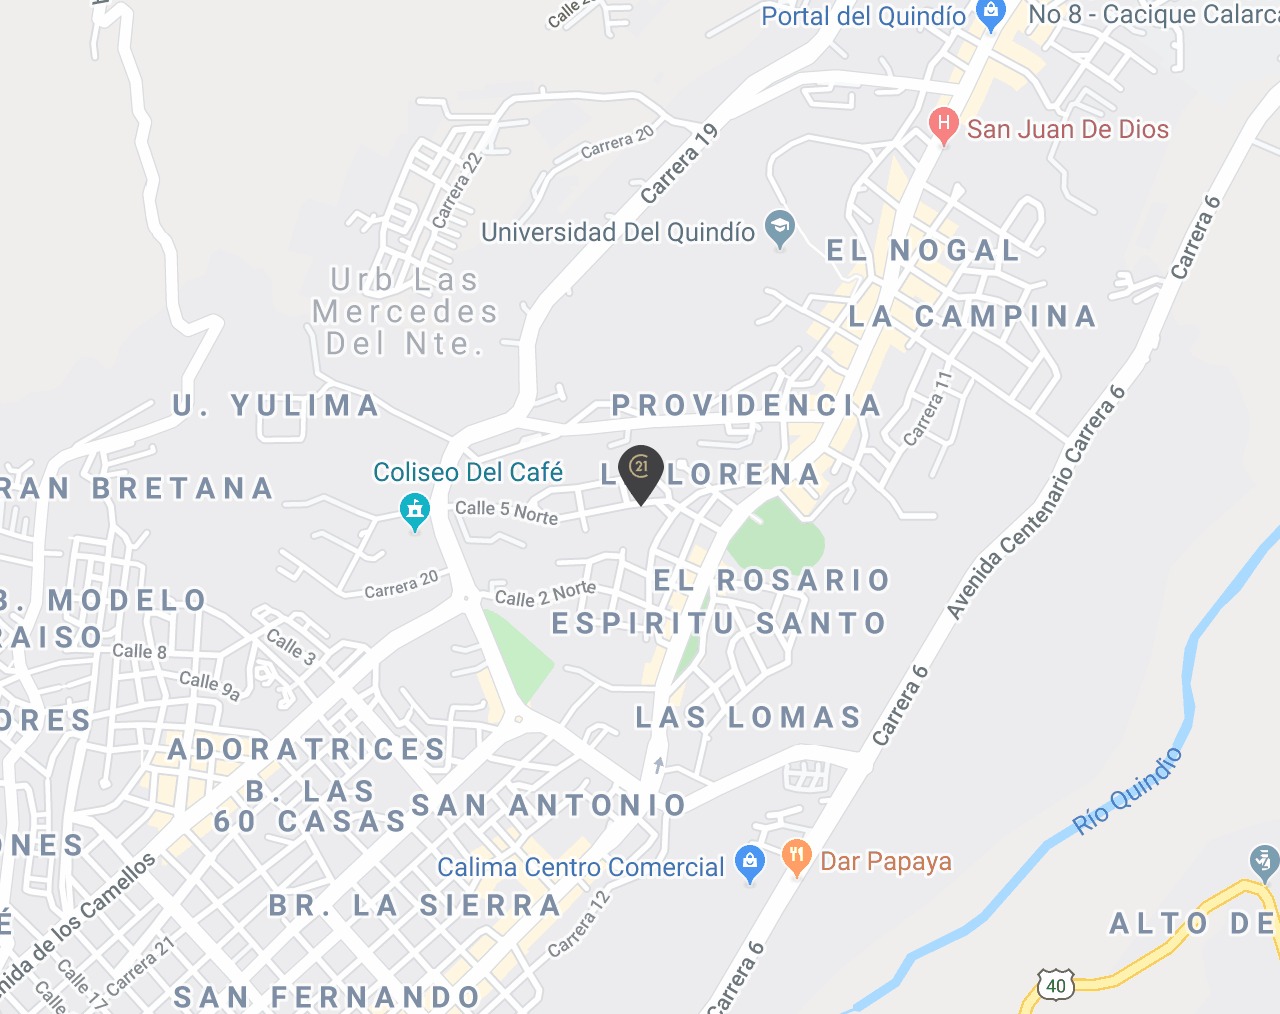 Portal del Quindío
No 8 - Cacique Calarca
San Juan De Dios
Carrera 20
Carrera 19
Carrera 22
Universidad Del Quindío
EL NOGAL
Carrera 6
Urb Las
Mercedes
Del Nte.
LA CAMPINA
U. YULIMA
PROVIDENCIA
Carrera 11
Avenida Centenario Carrera 6
Coliseo Del Café
21
LORENA
RAN BRETANA
Calle 5 Norte
Carrera 20
Calle 2 Norte
EL ROSARIO
B. MODELO
RAISO
ESPIRITU SANTO
Calle 3
Calle 8
Calle 9a
ORES
LAS LOMAS
Carrera 6
ADORATRICES
B. LAS
60 CASAS
SAN ANTONIO
Río Quindio
ONES
Calima Centro Comercial
Dar Papaya
BR. LA SIERRA
Carrera 12
ALTO DE
nida de los Camellos
Carrera 21
Calle 17
Carrera 6
40
SAN FERNANDO